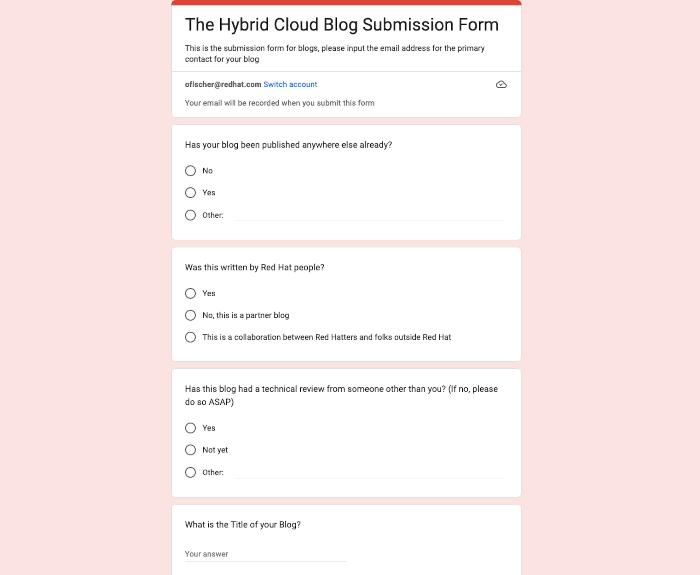 The Hybrid Cloud Blog Submission Form
This is the submission form for blogs, please input the email address for the primary
contact for your blog
ofischer@redhat.com Switch account
Your email will be recorded when you submit this form
Has your blog been published anywhere else already?
No
Yes
Other:
Was this written by Red Hat people?
Yes
No, this is a partner blog
This is a collaboration between Red Hatters and folks outside Red Hat
Has this blog had a technical review from someone other than you? (If no, please
do so ASAP)
Yes
Not yet
Other:
What is the Title of your Blog?
Your answer